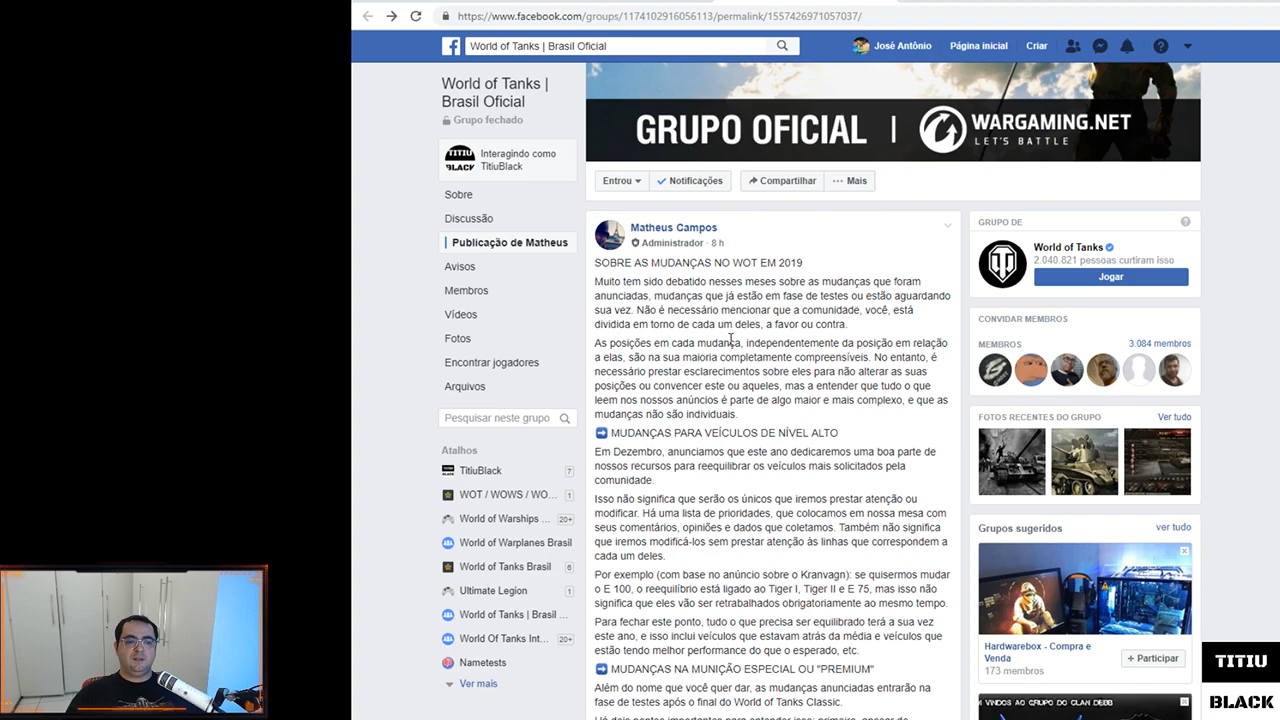 https://www.facebook.com/groups/1174102916056113/permalink/1557426971057037/
World of Tanks | Brasil Oficial
José Antônio
Página inicial
Criar
World of Tanks |
Brasil Oficial
Grupo fechado
TITIU
BLACK
Interagindo como
TitiuBlack
Sobre
Discussão
Publicação de Matheus
Avisos
Membros
Vídeos
Fotos
Encontrar jogadores
Arquivos
Pesquisar neste grupo
Atalhos
TitiuBlack 7
WOT / WOWS / WO... 1
World of Warships ... 20+
World of Warplanes Brasil
World of Tanks Brasil 6
Ultimate Legion 1
World of Tanks | Brasil ...
World Of Tanks Int... 20+
Nametests
Ver mais
GRUPO OFICIAL | WARGAMING.NET
LET'S BATTLE
Entrou
Notificações
Compartilhar
Mais
Matheus Campos
Administrador · 8 h
SOBRE AS MUDANÇAS NO WOT EM 2019
Muito tem sido debatido nesses meses sobre as mudanças que foram
anunciadas, mudanças que já estão em fase de testes ou estão aguardando
sua vez. Não é necessário mencionar que a comunidade, você, está
dividida em torno de cada um deles, a favor ou contra.
As posições em cada mudança, independentemente da posição em relação
a elas, são na sua maioria completamente compreensíveis. No entanto, é
necessário prestar esclarecimentos sobre eles para não alterar as suas
posições ou convencer este ou aqueles, mas a entender que tudo o que
leem nos nossos anúncios é parte de algo maior e mais complexo, e que as
mudanças não são individuais.
MUDANÇAS PARA VEÍCULOS DE NÍVEL ALTO
Em Dezembro, anunciamos que este ano dedicaremos uma boa parte de
nossos recursos para reequilibrar os veículos mais solicitados pela
comunidade.
Isso não significa que serão os únicos que iremos prestar atenção ou
modificar. Há uma lista de prioridades, que colocamos em nossa mesa com
seus comentários, opiniões e dados que coletamos. Também não significa
que iremos modificá-los sem prestar atenção às linhas que correspondem a
cada um deles.
Por exemplo (com base no anúncio sobre o Kranvagn): se quisermos mudar
o E 100, o reequilíbrio está ligado ao Tiger I, Tiger II e E 75, mas isso não
significa que eles vão ser retrabalhados obrigatoriamente ao mesmo tempo.
Para fechar este ponto, tudo o que precisa ser equilibrado terá a sua vez
este ano, e isso inclui veículos que estavam atrás da média e veículos que
estão tendo melhor performance do que o esperado, etc.
MUDANÇAS NA MUNIÇÃO ESPECIAL OU "PREMIUM"
Além do nome que você quer dar, as mudanças anunciadas entrarão na
fase de testes após o final do World of Tanks Classic.
GRUPO DE
World of Tanks
2.040.821 pessoas curtiram isso
Jogar
CONVIDAR MEMBROS
MEMBROS
3.084 membros
FOTOS RECENTES DO GRUPO
Ver tudo
Grupos sugeridos
ver tudo
Hardwarebox - Compra e
Venda
173 membros
+ Participar
VINDOS AO GRUPO DO CLAN DEBB
TITIU
BLACK